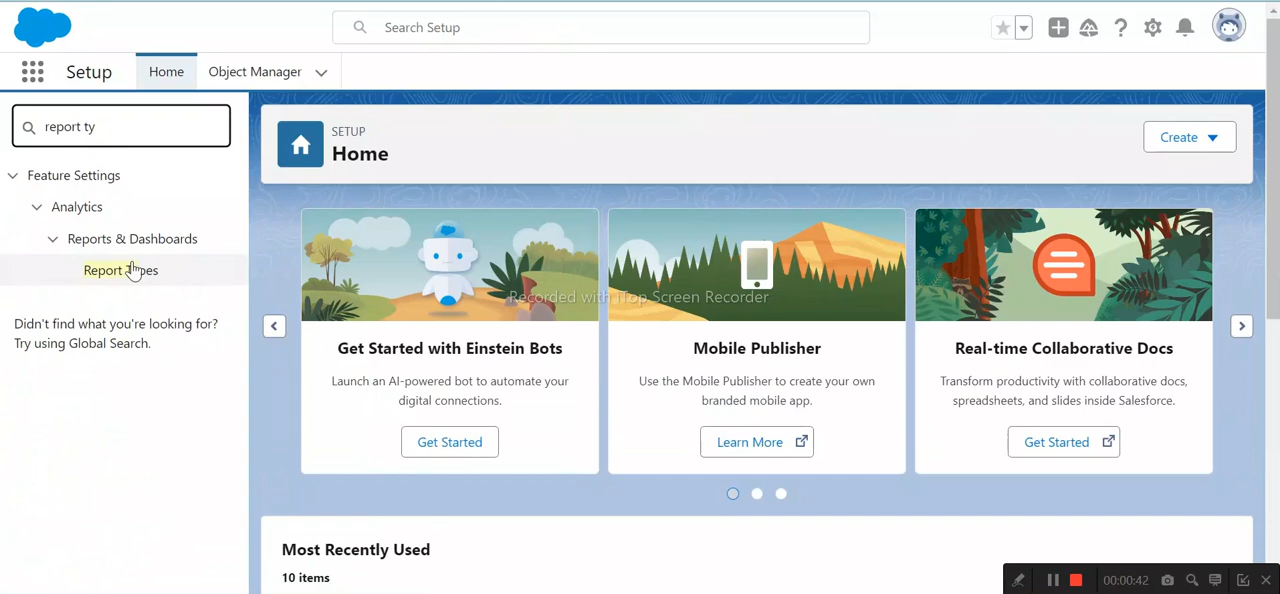 Search Setup
Setup
Home
Object Manager
report ty
Feature Settings
Analytics
Reports & Dashboards
Report Types
Didn't find what you're looking for?
Try using Global Search.
SETUP
Home
Create
Get Started with Einstein Bots
Launch an AI-powered bot to automate your
digital connections.
Get Started
Mobile Publisher
Use the Mobile Publisher to create your own
branded mobile app.
Learn More
Real-time Collaborative Docs
Transform productivity with collaborative docs,
spreadsheets, and slides inside Salesforce.
Get Started
Recorded with iTop Screen Recorder
Most Recently Used
10 items
00:00:42